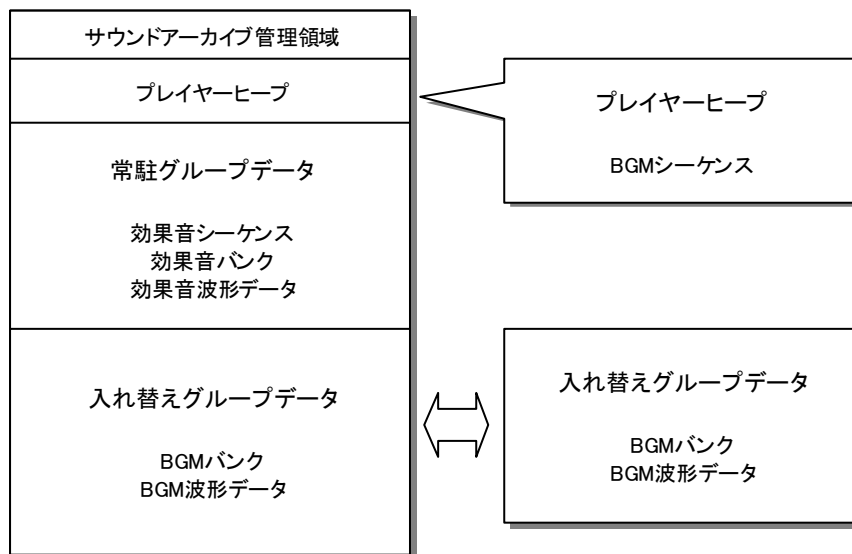 サウンドアーカイブ管理領域
プレイヤーヒープ
常駐グループデータ
効果音シーケンス
効果音バンク
効果音波形データ
入れ替えグループデータ
BGMバンク
BGM波形データ
プレイヤーヒープ
BGMシーケンス
入れ替えグループデータ
BGMバンク
BGM波形データ